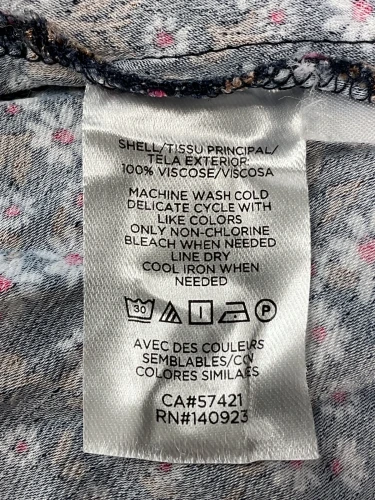 SHELL/TISSU PRINCIPAL/
TELA EXTERIOR:
100% VISCOSE/VISCOSA
MACHINE WASH COLD
DELICATE CYCLE WITH
LIKE COLORS
ONLY NON-CHLORINE
BLEACH WHEN NEEDED
LINE DRY
COOL IRON WHEN
NEEDED
30 P
AVEC DES COULEURS
SEMBLABLES/CON
COLORES SIMILARES
CA#57421
RN#140923